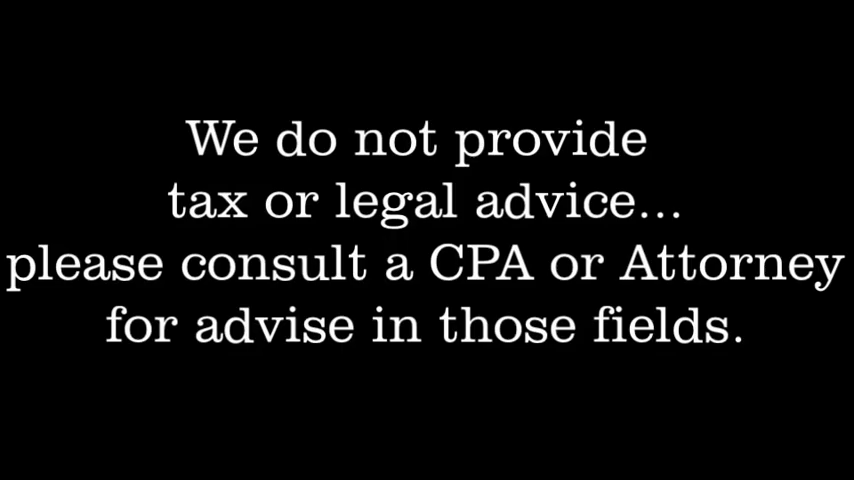 We do not provide
tax or legal advice...
please consult a CPA or Attorney
for advise in those fields.